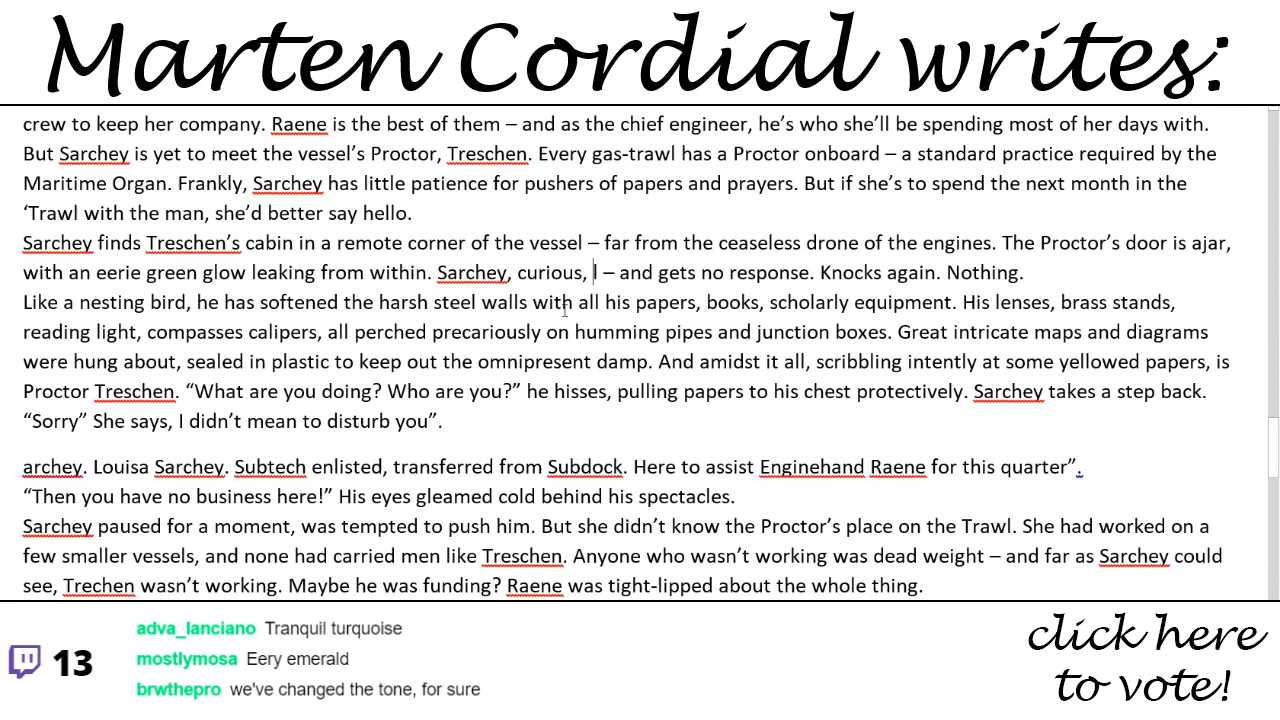 Marten Cordial writes:
crew to keep her company. Raene is the best of them – and as the chief engineer, he’s who she’ll be spending most of her days with.
But Sarchey is yet to meet the vessel’s Proctor, Treschen. Every gas-trawl has a Proctor onboard – a standard practice required by the
Maritime Organ. Frankly, Sarchey has little patience for pushers of papers and prayers. But if she’s to spend the next month in the
‘Trawl with the man, she’d better say hello.
Sarchey finds Treschen’s cabin in a remote corner of the vessel – far from the ceaseless drone of the engines. The Proctor’s door is ajar,
with an eerie green glow leaking from within. Sarchey, curious, l – and gets no response. Knocks again. Nothing.
Like a nesting bird, he has softened the harsh steel walls with all his papers, books, scholarly equipment. His lenses, brass stands,
reading light, compasses calipers, all perched precariously on humming pipes and junction boxes. Great intricate maps and diagrams
were hung about, sealed in plastic to keep out the omnipresent damp. And amidst it all, scribbling intently at some yellowed papers, is
Proctor Treschen. “What are you doing? Who are you?” he hisses, pulling papers to his chest protectively. Sarchey takes a step back.
“Sorry” She says, I didn’t mean to disturb you”.
archey. Louisa Sarchey. Subtech enlisted, transferred from Subdock. Here to assist Enginehand Raene for this quarter”.
“Then you have no business here!” His eyes gleamed cold behind his spectacles.
Sarchey paused for a moment, was tempted to push him. But she didn’t know the Proctor’s place on the Trawl. She had worked on a
few smaller vessels, and none had carried men like Treschen. Anyone who wasn’t working was dead weight – and far as Sarchey could
see, Trechen wasn’t working. Maybe he was funding? Raene was tight-lipped about the whole thing.
13
adva_lanciano Tranquil turquoise
mostlymosa Eery emerald
brwthepro we've changed the tone, for sure
click here
to vote!